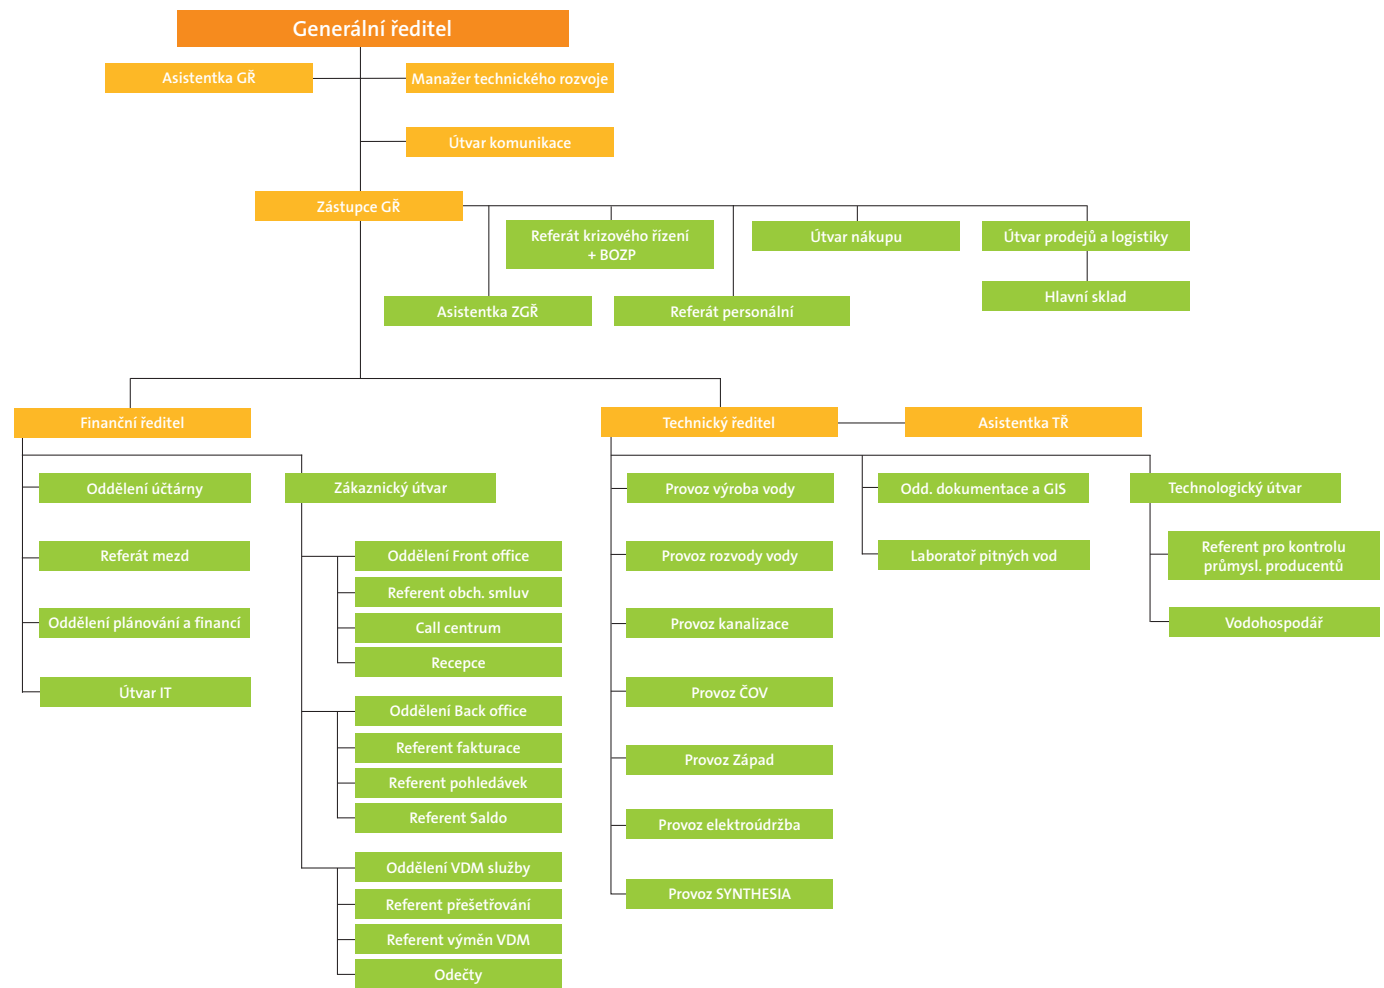 Generální ředitel
Asistentka GŘ
Manažer technického rozvoje
Útvar komunikace
Zástupce GŘ
Referát krizového řízení
+ BOZP
Útvar nákupu
Útvar prodejů a logistiky
Asistentka ZGŘ
Referát personální
Hlavní sklad
Finanční ředitel
Technický ředitel
Asistentka TŘ
Oddělení účtárny
Referát mezd
Oddělení plánování a financí
Útvar IT
Zákaznický útvar
Oddělení Front office
Referent obch. smluv
Call centrum
Recepce
Oddělení Back office
Referent fakturace
Referent pohledávek
Referent Saldo
Oddělení VDM služby
Referent přešetřování
Referent výměn VDM
Odečty
Provoz výroba vody
Provoz rozvody vody
Provoz kanalizace
Provoz ČOV
Provoz Západ
Provoz elektroúdržba
Provoz SYNTHESIA
Odd. dokumentace a GIS
Laboratoř pitných vod
Technologický útvar
Referent pro kontrolu
průmysl. producentů
Vodohospodář